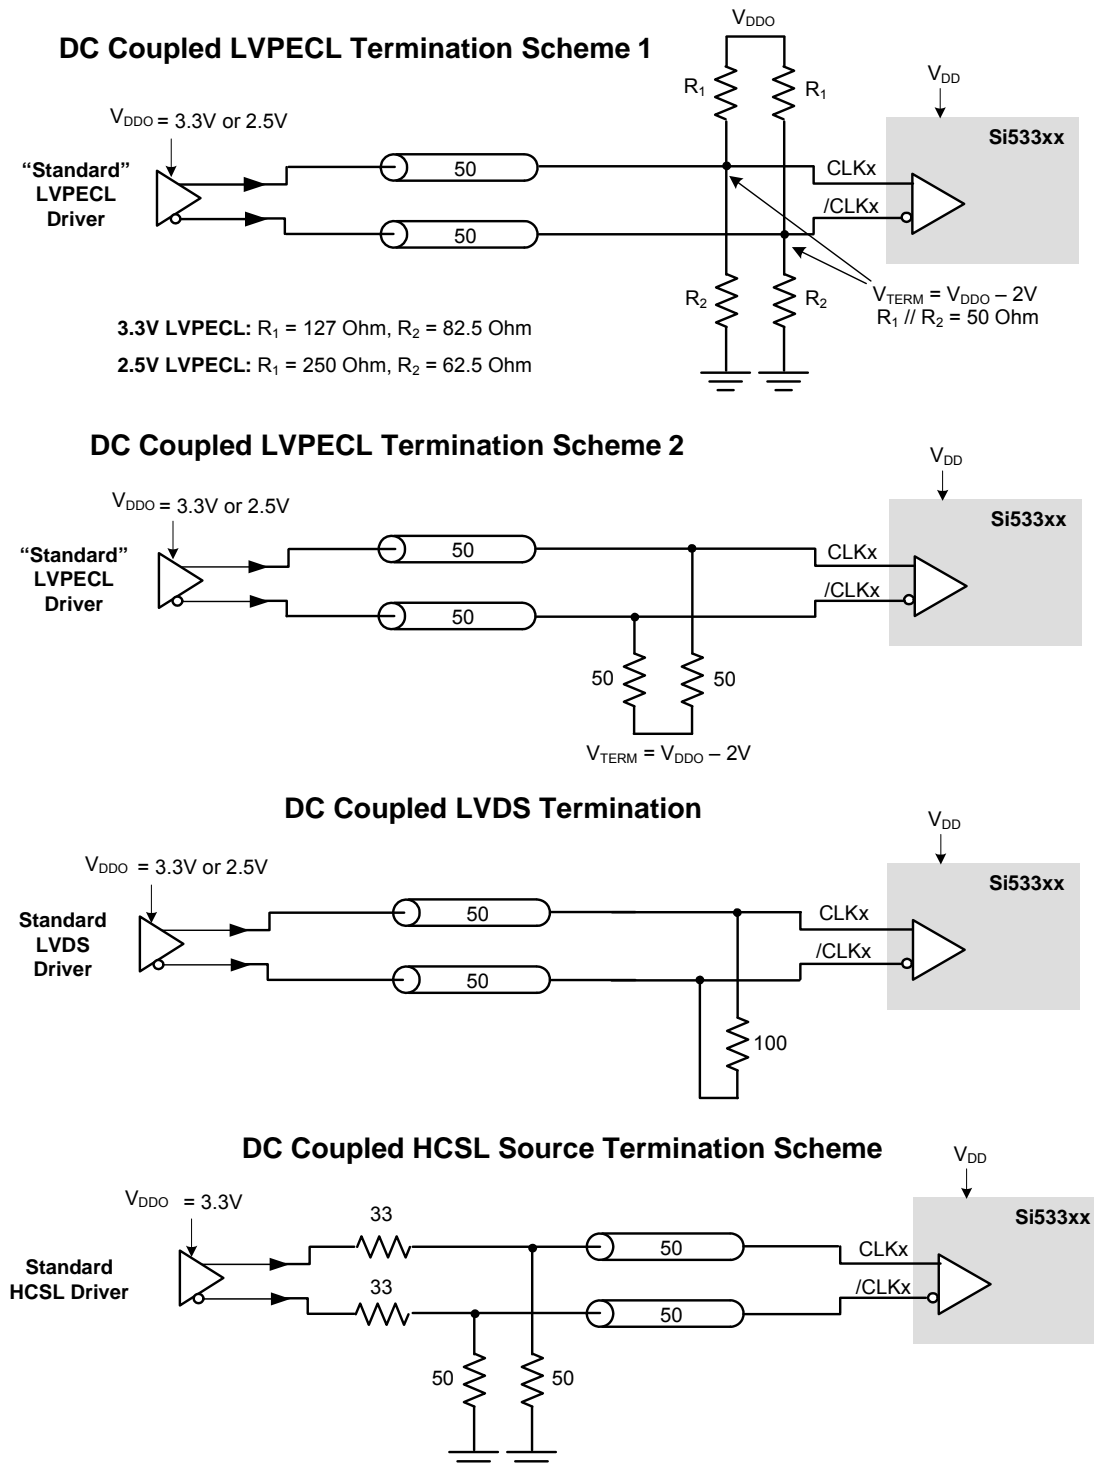 DC Coupled LVPECL Termination Scheme 1
VDDO
R1
R1
VDD
VDDO = 3.3V or 2.5V
Si533xx
“Standard”
LVPECL
Driver
50
50
CLKx
/CLKx
R2
R2
VTERM = VDDO – 2V
R1 // R2 = 50 Ohm
3.3V LVPECL: R1 = 127 Ohm, R2 = 82.5 Ohm
2.5V LVPECL: R1 = 250 Ohm, R2 = 62.5 Ohm
DC Coupled LVPECL Termination Scheme 2
VDD
VDDO = 3.3V or 2.5V
Si533xx
“Standard”
LVPECL
Driver
50
50
CLKx
/CLKx
50
50
VTERM = VDDO – 2V
DC Coupled LVDS Termination
VDD
VDDO = 3.3V or 2.5V
Si533xx
Standard
LVDS
Driver
50
50
CLKx
/CLKx
100
DC Coupled HCSL Source Termination Scheme
VDD
VDDO = 3.3V
Si533xx
Standard
HCSL Driver
33
33
50
50
CLKx
/CLKx
50
50